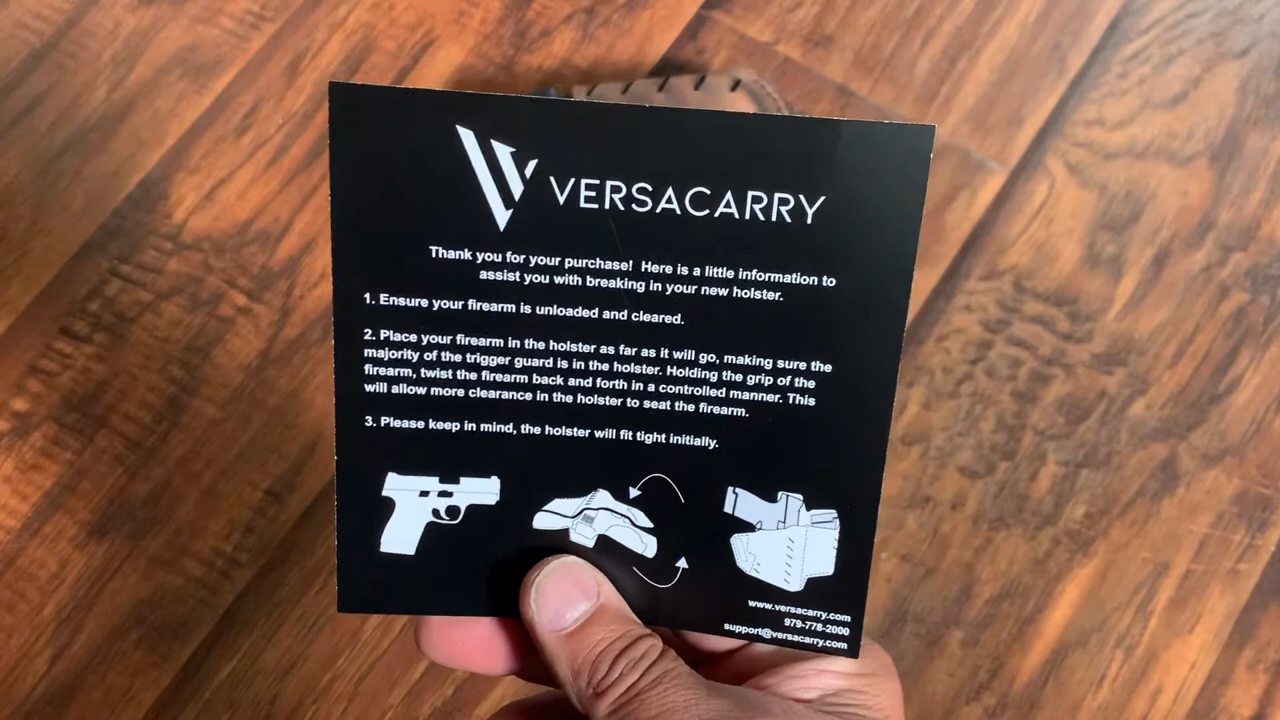 VERSACARRY
Thank you for your purchase! Here is a little information to
assist you with breaking in your new holster.
1. Ensure your firearm is unloaded and cleared.
2. Place your firearm in the holster as far as it will go, making sure the
majority of the trigger guard is in the holster. Holding the grip of the
firearm, twist the firearm back and forth in a controlled manner. This
will allow more clearance in the holster to seat the firearm.
3. Please keep in mind, the holster will fit tight initially.
www.versacarry.com
979-778-2000
support@versacarry.com